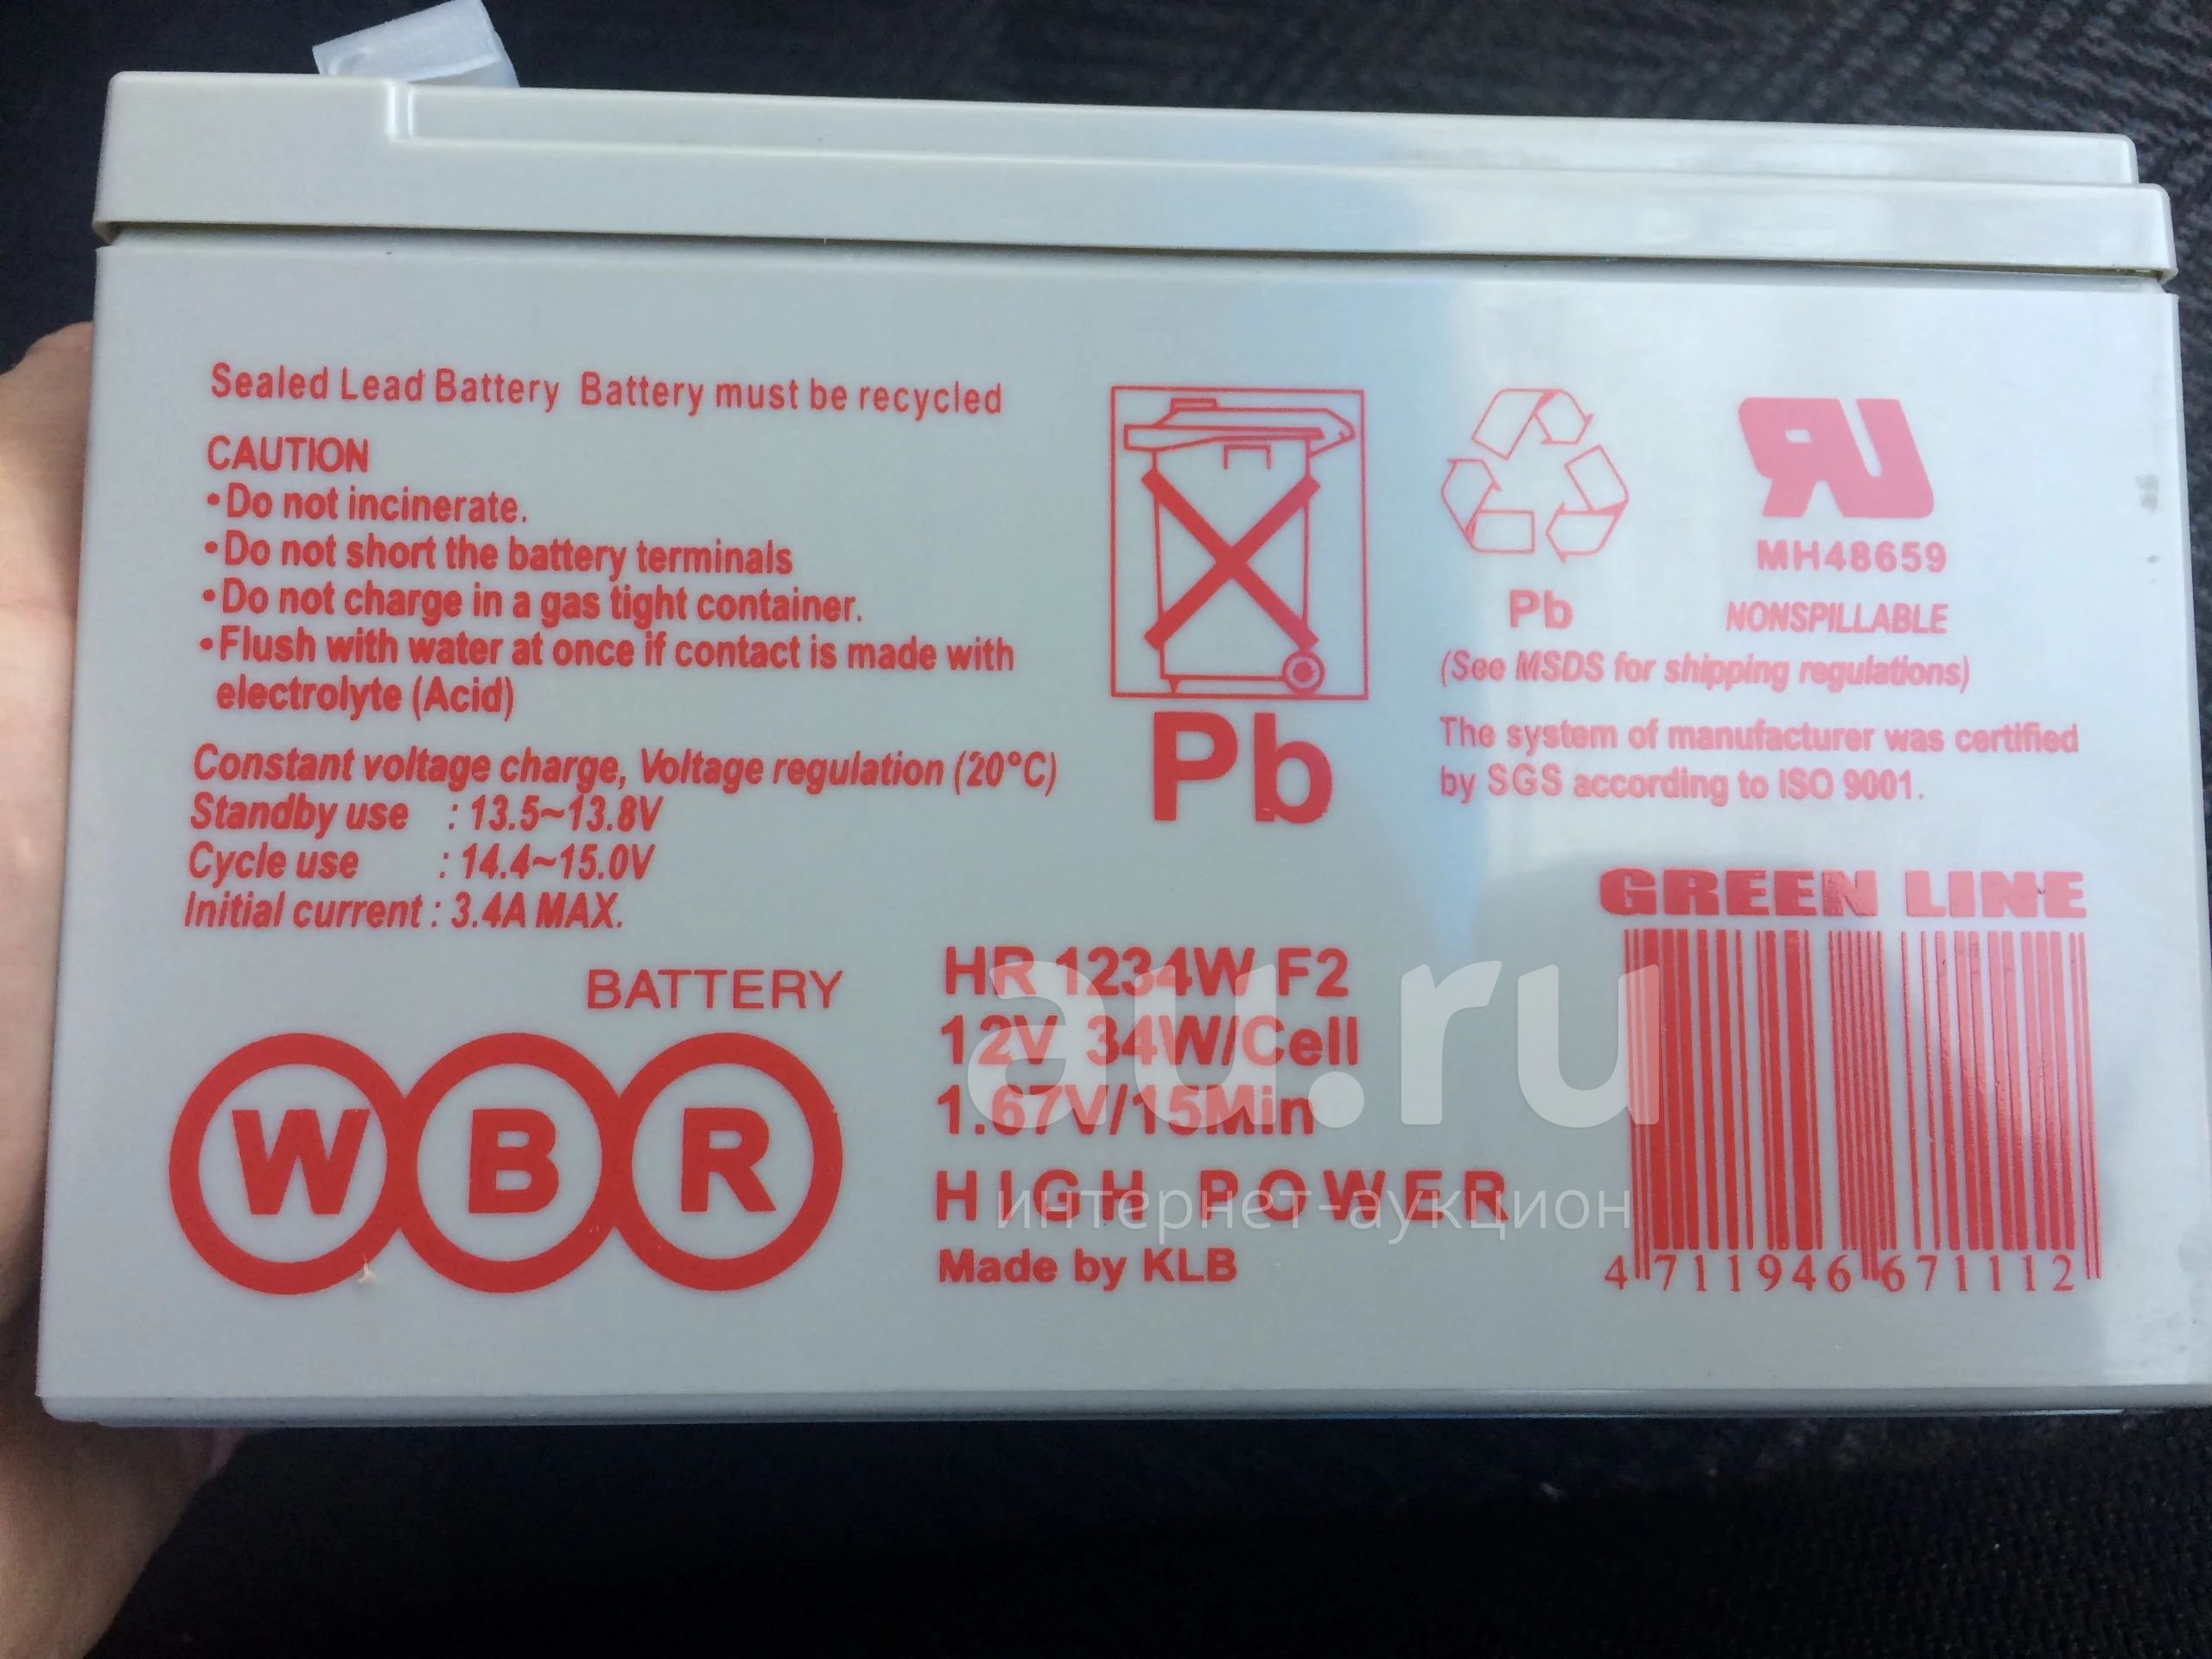 Sealed Lead Battery Battery must be recycled
CAUTION
•Do not incinerate.
•Do not short the battery terminals
•Do not charge in a gas tight container.
•Flush with water at once if contact is made with
electrolyte (Acid)
Constant voltage charge, Voltage regulation (20°C)
Standby use : 13.5~13.8V
Cycle use : 14.4~15.0V
Initial current : 3.4A MAX.
Pb
Pb
MH48659
NONSPILLABLE
(See MSDS for shipping regulations)
The system of manufacturer was certified
by SGS according to ISO 9001.
GREEN LINE
4 711946 671112
BATTERY
WBR
HR 1234W F2
12V 34W/Cell
1.67V/15Min
HIGH POWER
Made by KLB
au.ru
интернет-аукцион